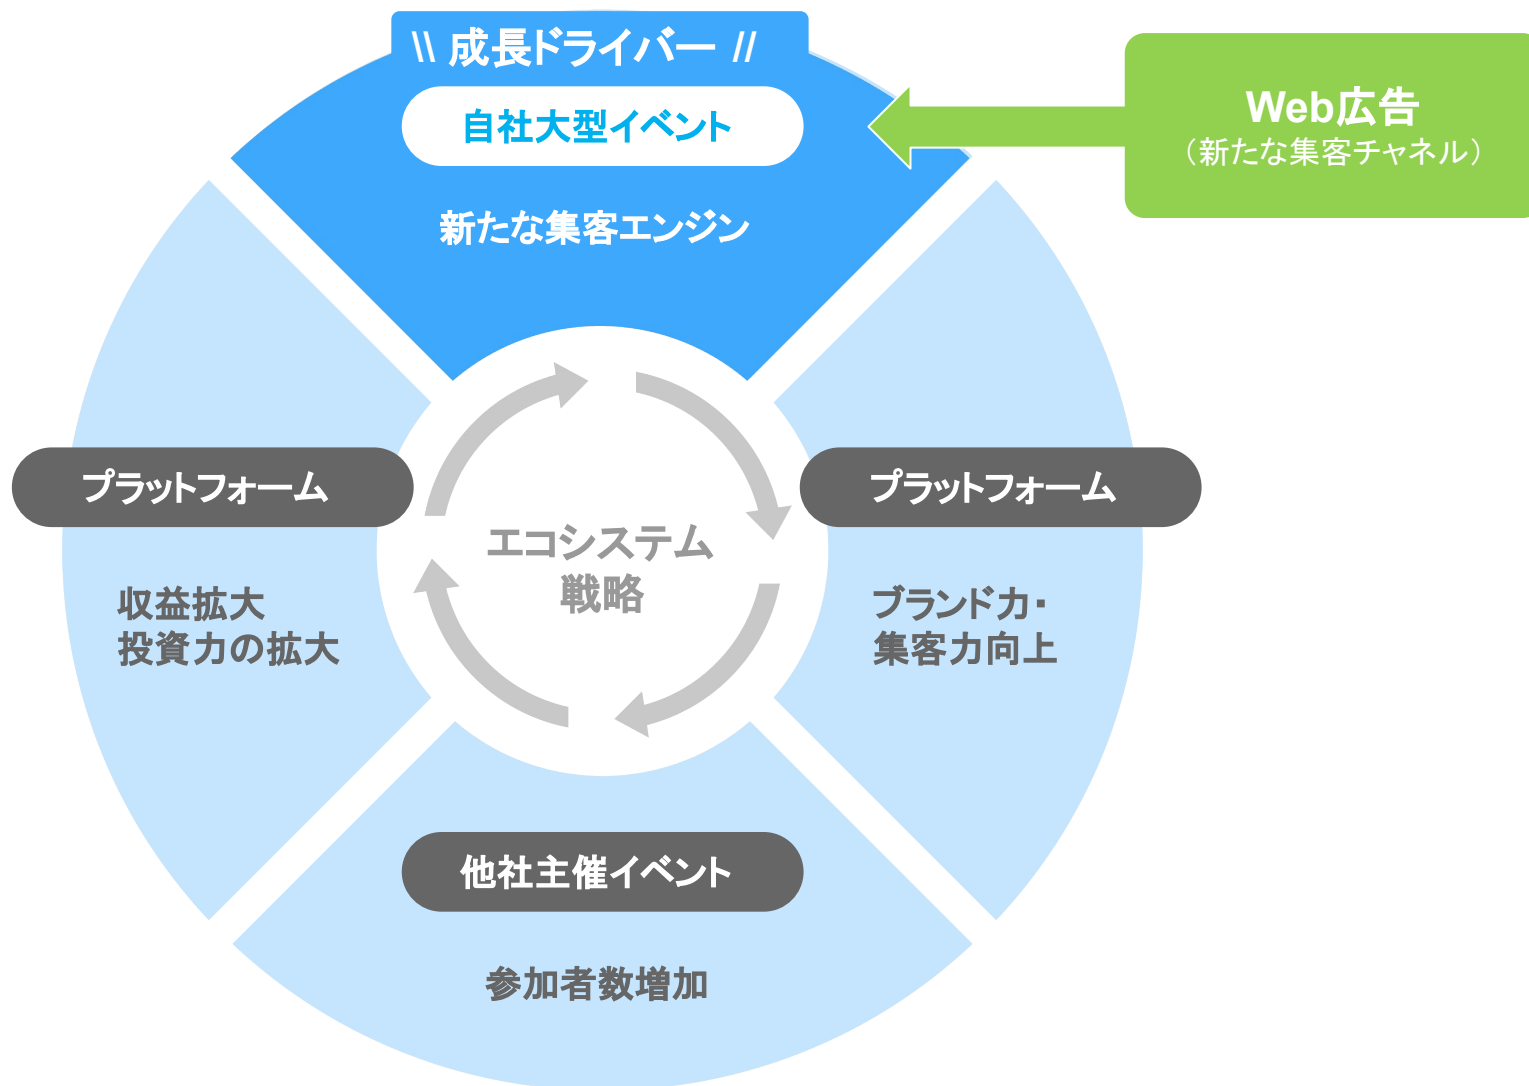 \\ 成長ドライバー //
自社大型イベント
新たな集客エンジン
Web広告
（新たな集客チャネル）
プラットフォーム
収益拡大
投資力の拡大
エコシステム
戦略
プラットフォーム
ブランド力・
集客力向上
他社主催イベント
参加者数増加